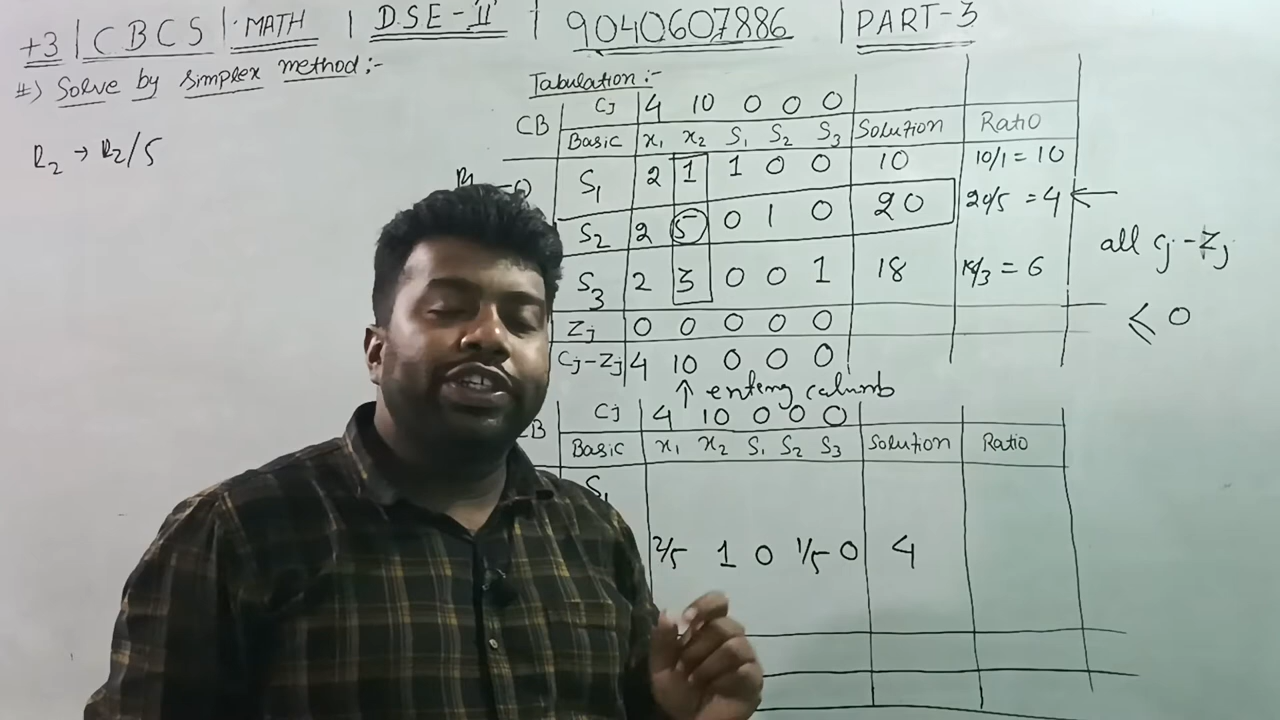 +3 | CBCS | MATH | DSE-II | 9040607886 | PART-3
#) Solve by simplex method:-
R2 → R2/5
Tabulation:-
CB Cj 4 10 0 0 0
Basic x1 x2 S1 S2 S3 Solution Ratio
0 S1 2 1 1 0 0 10 10/1 = 10
S2 2 5 0 1 0 20 20/5 = 4 ←
S3 2 3 0 0 1 18 18/3 = 6
Zj 0 0 0 0 0
Cj-Zj 4 10 0 0 0
all Cj-Zj
≤ 0
↑ enteng calumb
Cj 4 10 0 0 0
B Basic x1 x2 S1 S2 S3 Solution Ratio
S1
2/5 1 0 1/5 0 4